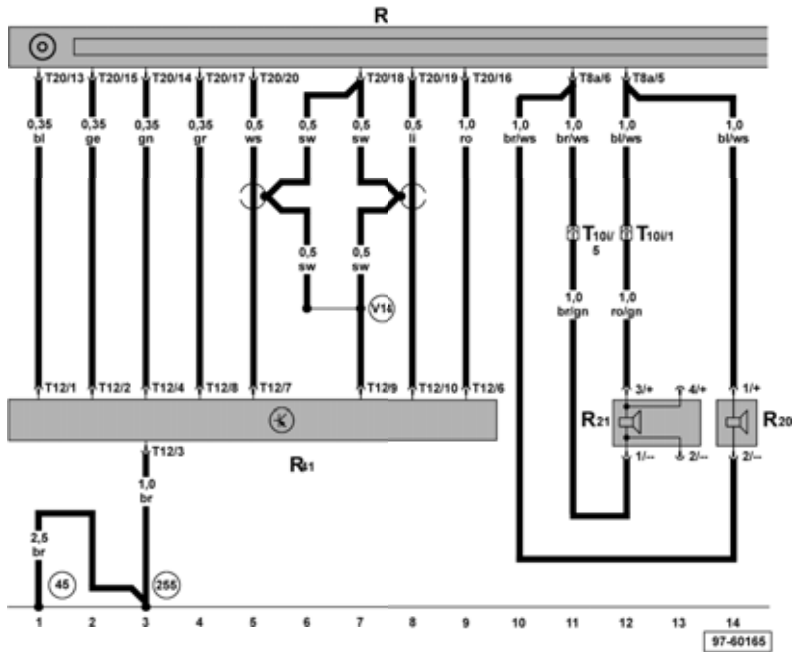 R
T20/13 T20/15 T20/14 T20/17 T20/20 T20/18 T20/19 T20/16 T8a/6 T8a/5
0,35 0,35 0,35 0,35 0,5 0,5 0,5 0,5 1,0 1,0 1,0 1,0 1,0
bl ge gn gr ws sw sw li ro br/ws br/ws bl/ws bl/ws
T10i/ T10i/1
5
0,5 0,5
sw sw
1,0 1,0
br/gn ro/gn
V14
T12/1 T12/2 T12/4 T12/8 T12/7 T12/9 T12/10 T12/6 3/+ 4/+ 1/+
R21 R20
T12/3 1/-- 2/-- 2/--
R41
1,0
br
2,5
br
45 255
1 2 3 4 5 6 7 8 9 10 11 12 13 14
97-60165